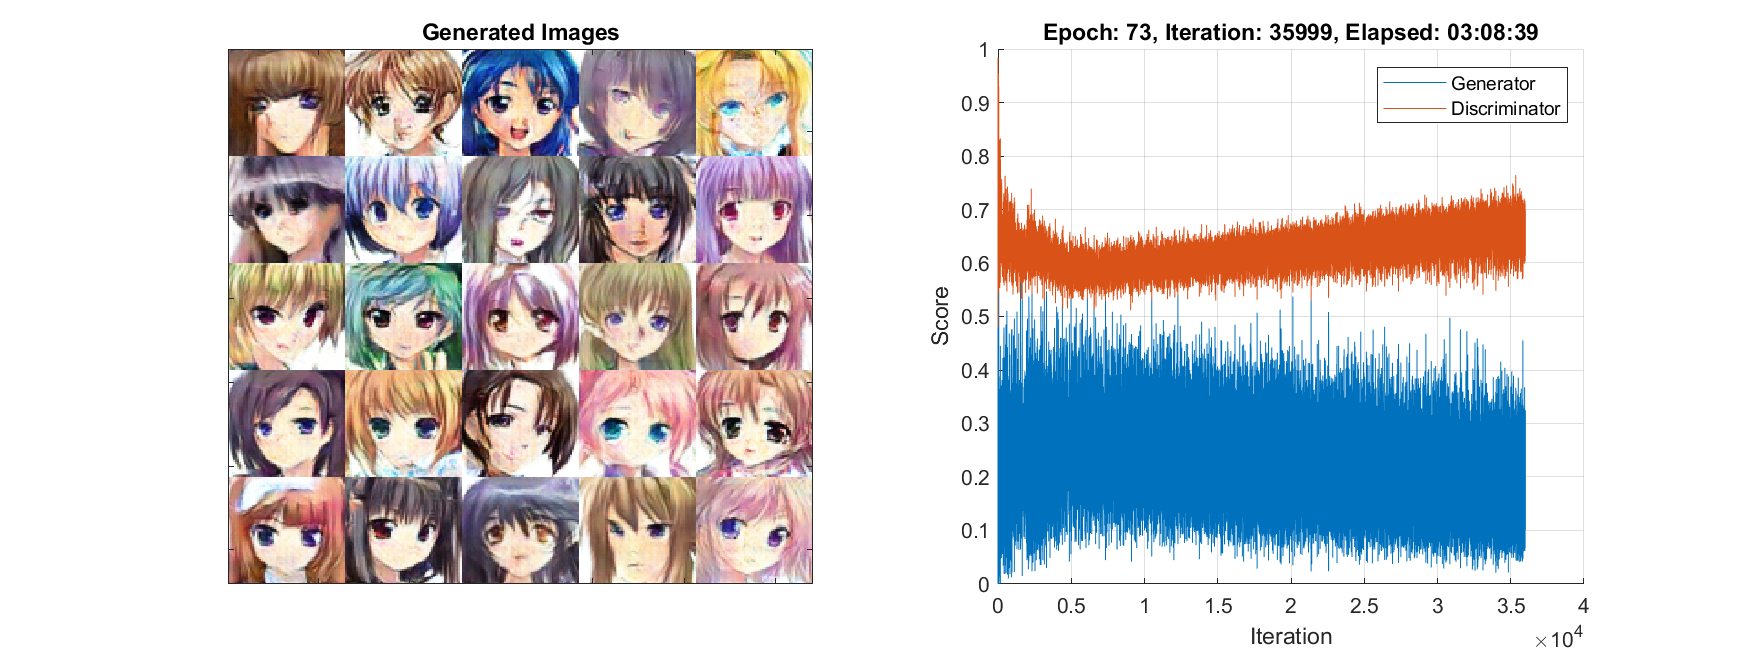 Generated Images
Epoch: 73, Iteration: 35999, Elapsed: 03:08:39
Generator
Discriminator
1
0.9
0.8
0.7
0.6
0.5
0.4
0.3
0.2
0.1
0
Score
0 0.5 1 1.5 2 2.5 3 3.5 4
Iteration
×10⁴